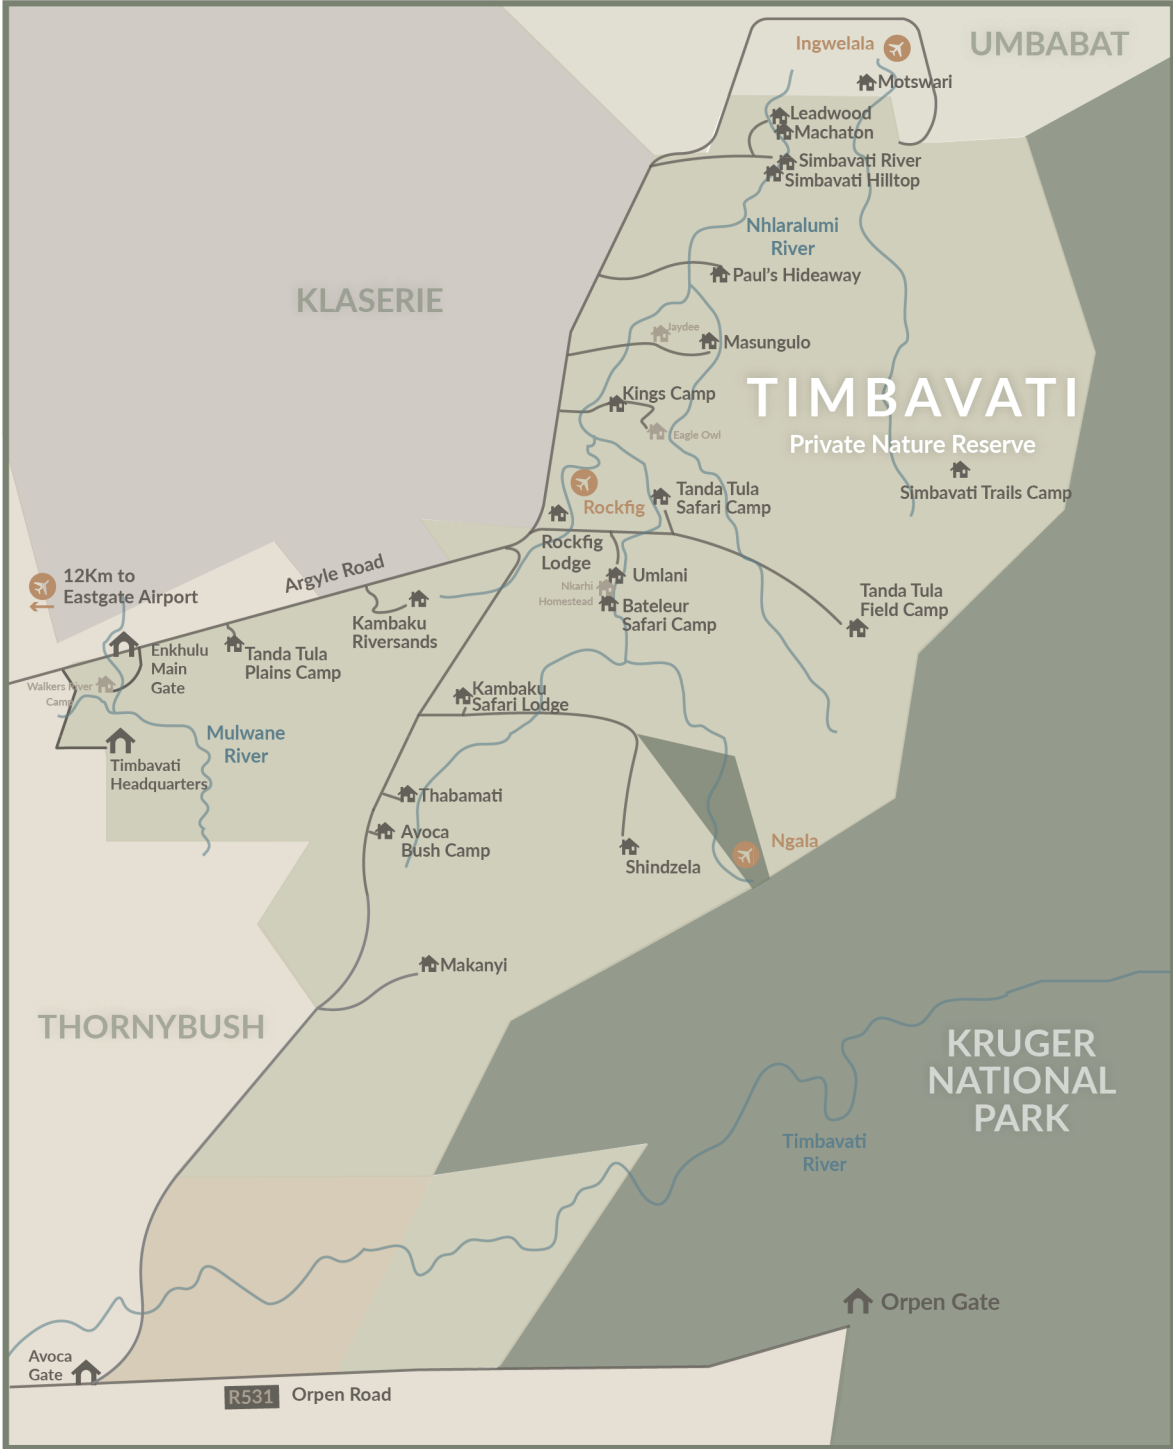 Ingwelala
UMBABAT
Motswari
Leadwood
Machaton
Simbavati River
Simbavati Hilltop
Nhlaralumi
River
Paul's Hideaway
KLASERIE
Jaydee
Masungulo
Kings Camp
Eagle Owl
TIMBAVATI
Private Nature Reserve
Simbavati Trails Camp
Tanda Tula
Safari Camp
Rockfig
Rockfig
Lodge
Argyle Road
12Km to
Eastgate Airport
Umlani
Nkarhi
Homestead
Bateleur
Safari Camp
Tanda Tula
Field Camp
Kambaku
Riversands
Enkhulu
Main
Gate
Tanda Tula
Plains Camp
Walkers River
Camp
Kambaku
Safari Lodge
Mulwane
River
Timbavati
Headquarters
Thabamati
Avoca
Bush Camp
Shindzela
Ngala
Makanyi
THORNYBUSH
KRUGER
NATIONAL
PARK
Timbavati
River
Orpen Gate
Avoca
Gate
R531
Orpen Road